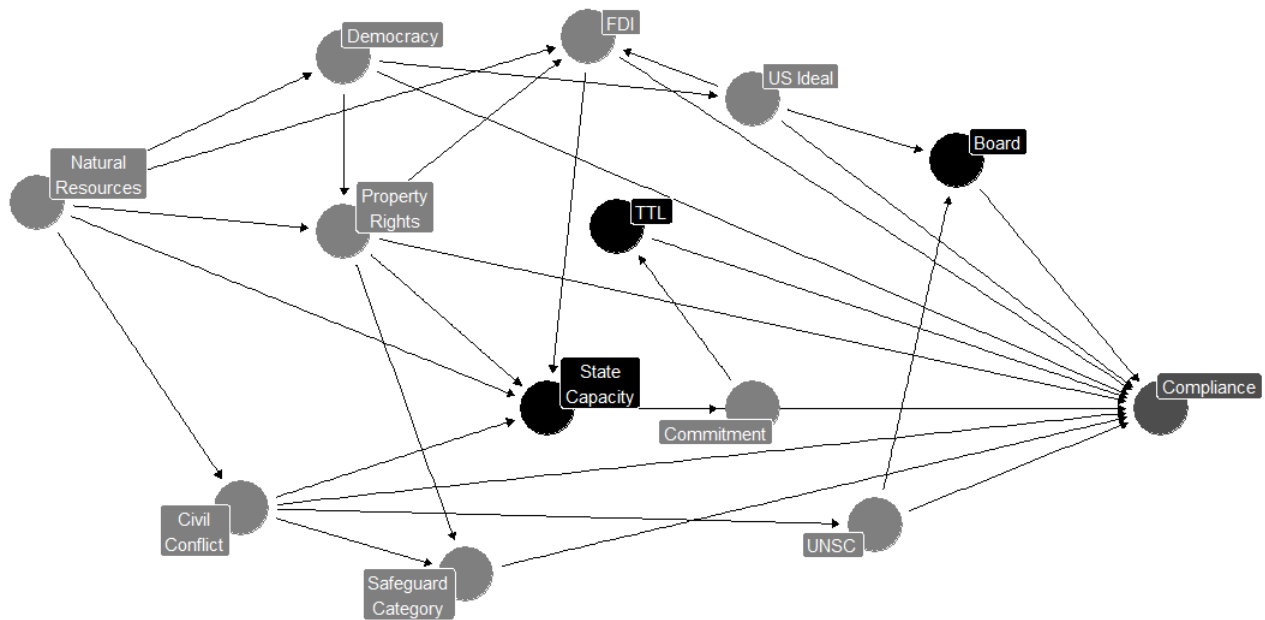 FDI
Democracy
US Ideal
Board
Natural
Resources
Property
Rights
TTL
State
Capacity
Compliance
Commitment
Civil
Conflict
UNSC
Safeguard
Category